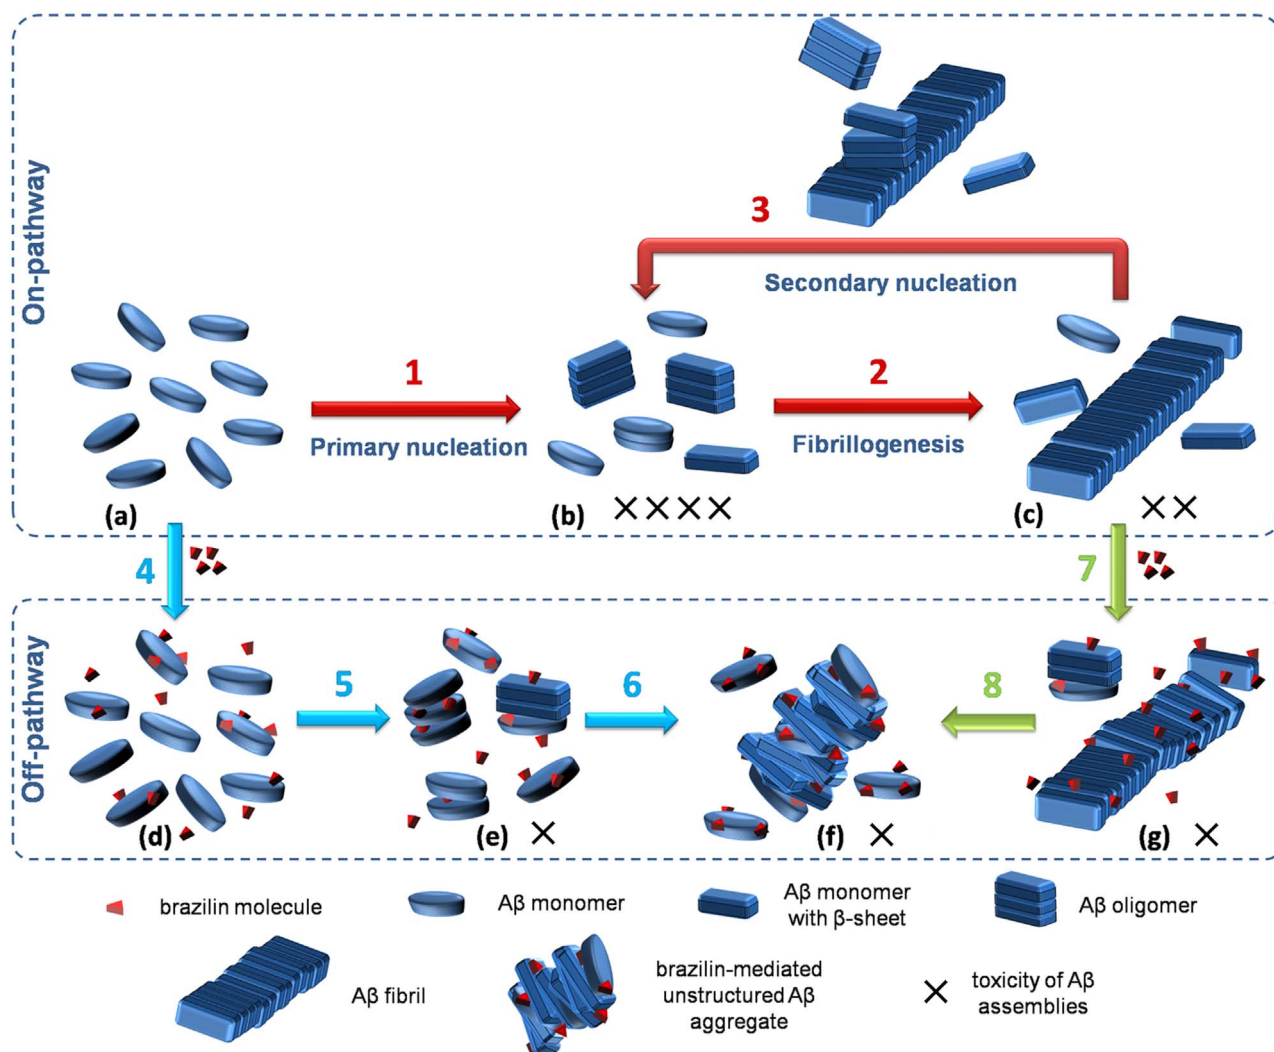 On-pathway
3
Secondary nucleation
1
Primary nucleation
2
Fibrillogenesis
(a)
(b) ××××
(c) ××
4
7
Off-pathway
5
6
8
(d)
(e) ×
(f) ×
(g) ×
brazilin molecule
Aβ monomer
Aβ monomer
with β-sheet
Aβ oligomer
Aβ fibril
brazilin-mediated
unstructured Aβ
aggregate
× toxicity of Aβ
assemblies